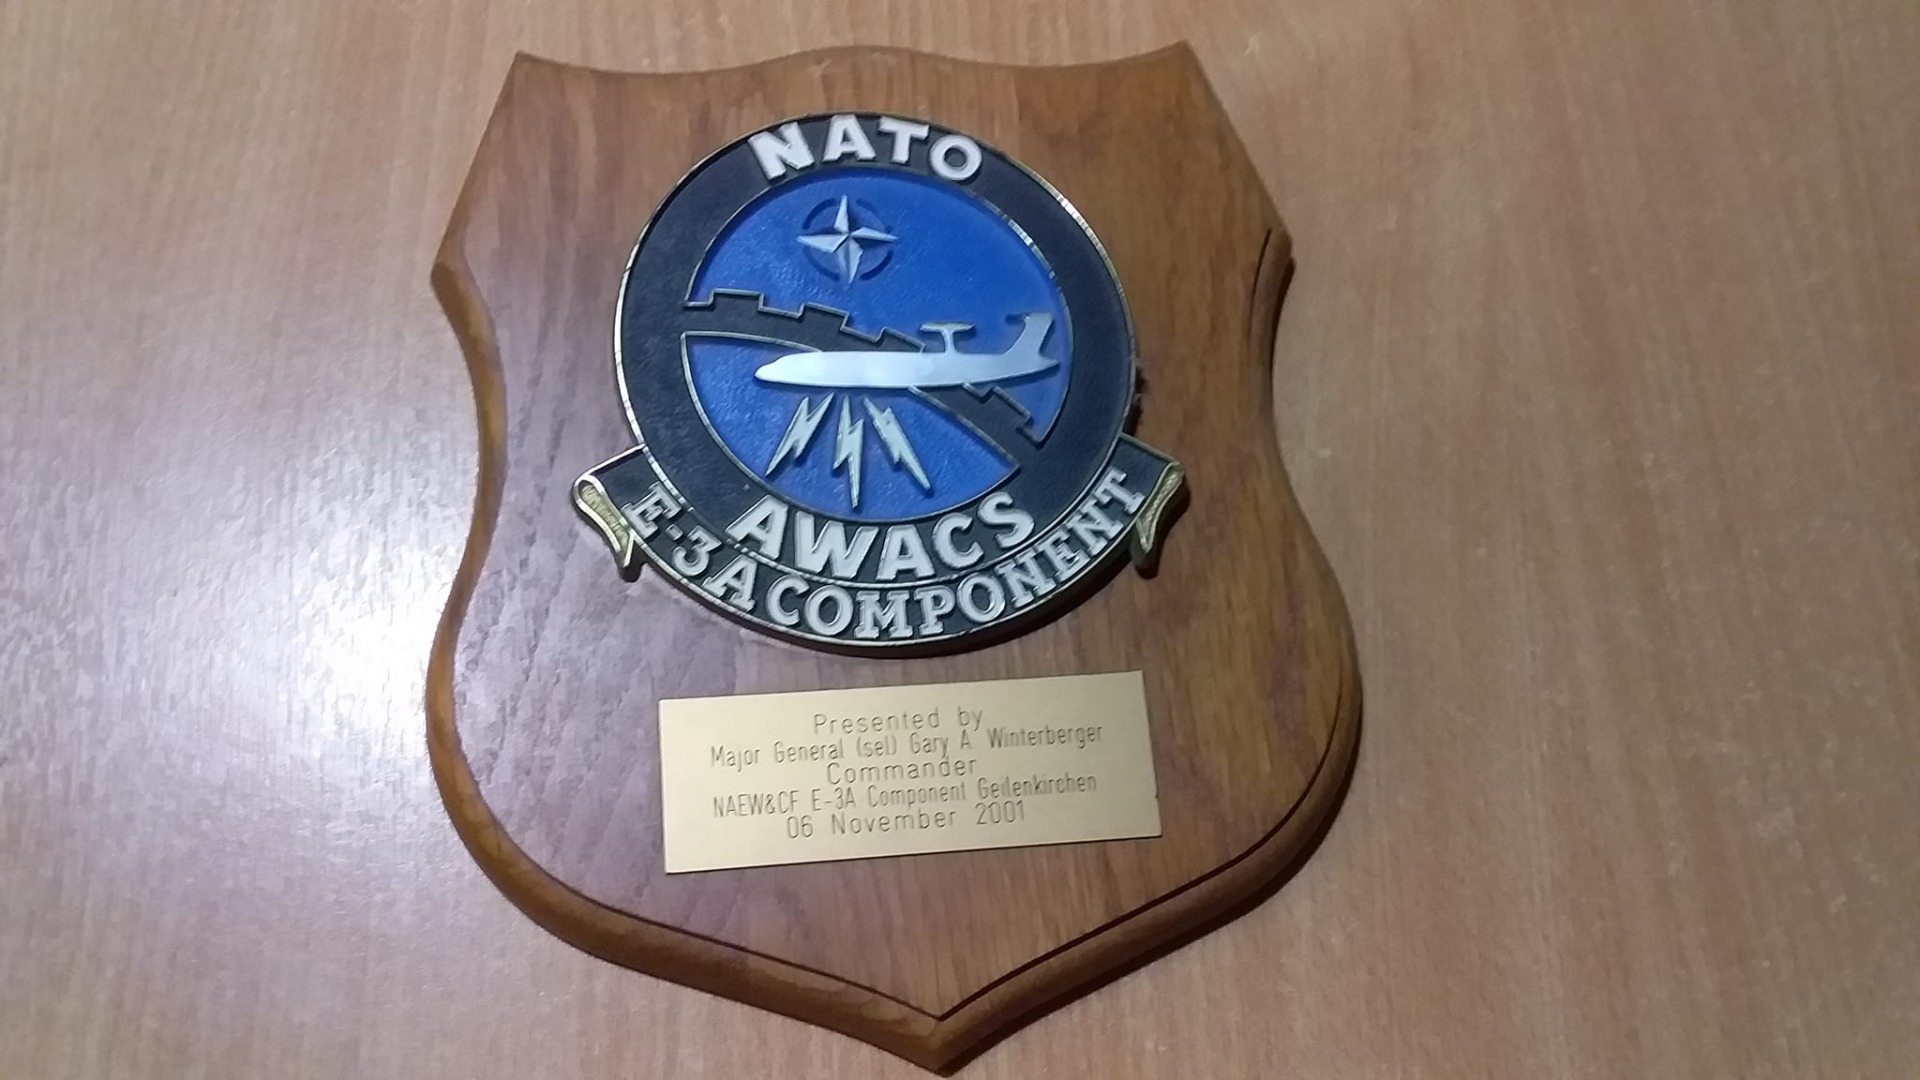 NATO
AWACS
E-3A COMPONENT
Presented by
Major General (sel) Gary A. Winterberger
Commander
NAEW&CF E-3A Component Geilenkirchen
06 November 2001